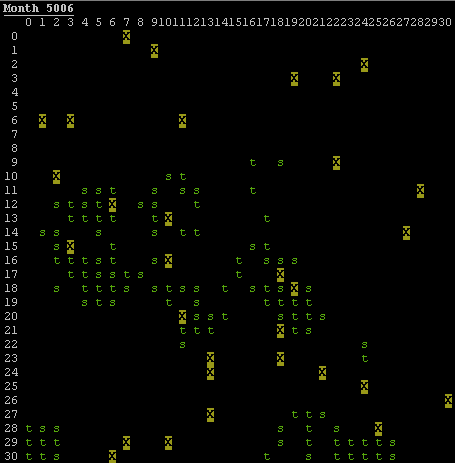 Month 5006
0 1 2 3 4 5 6 7 8 9 10 11 12 13 14 15 16 17 18 19 20 21 22 23 24 25 26 27 28 29 30
0 X
1 X
2 X
3 X X
4
5
6 X X X
7
8
9 t s X
10 X s t
11 s s t s s s t X
12 s t s s X s s t
13 t t t t s X t
14 t t s s t t X
15 s X t s t
16 t t s t t s X t s s s
17 t t s t t s t X
18 s s t t s s t s s t s t s X s
19 t s s t s t t t t
20 X s s t s t t t
21 t t t X s t
22 s s
23 X X t
24 X X
25 X
26 X
27 X t t s
28 t s s s t s X
29 t t s X X s t s t t t s
30 t t s X t t s s t s s